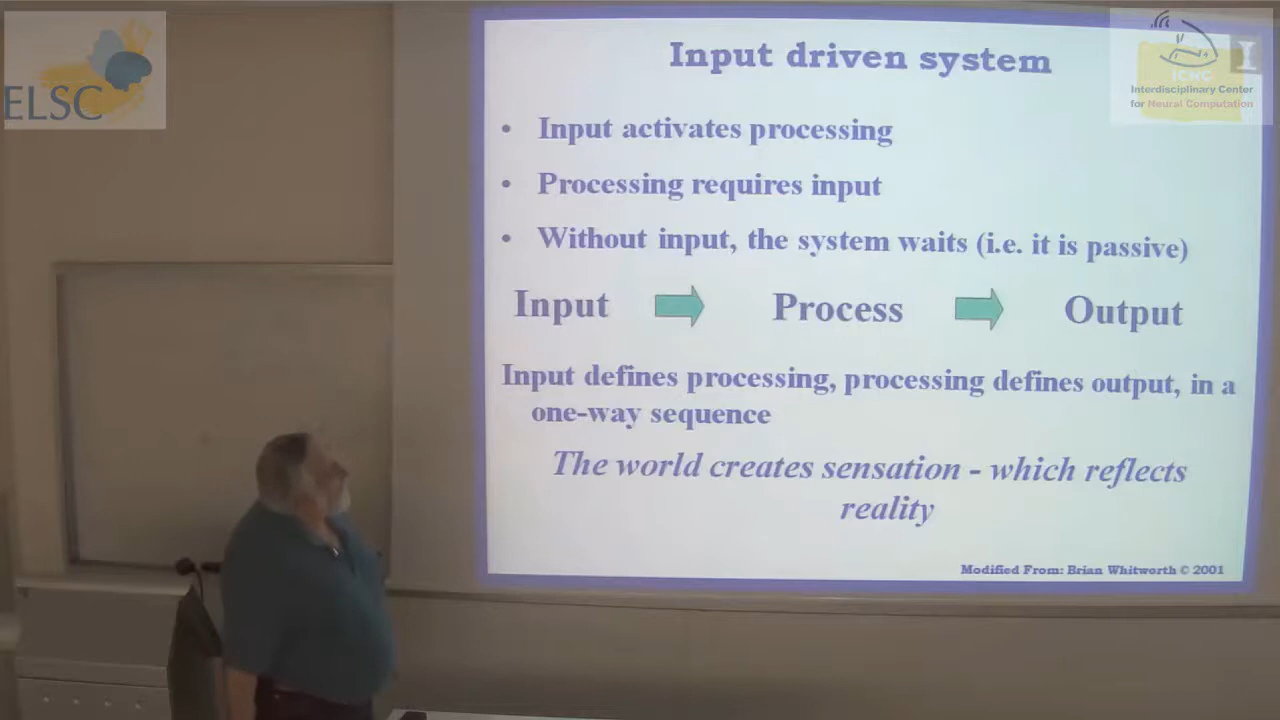 ELSC
Input driven system
ICNC
Interdisciplinary Center
for Neural Computation
• Input activates processing
• Processing requires input
• Without input, the system waits (i.e. it is passive)
Input Process Output
Input defines processing, processing defines output, in a
one-way sequence
The world creates sensation - which reflects
reality
Modified From: Brian Whitworth © 2001